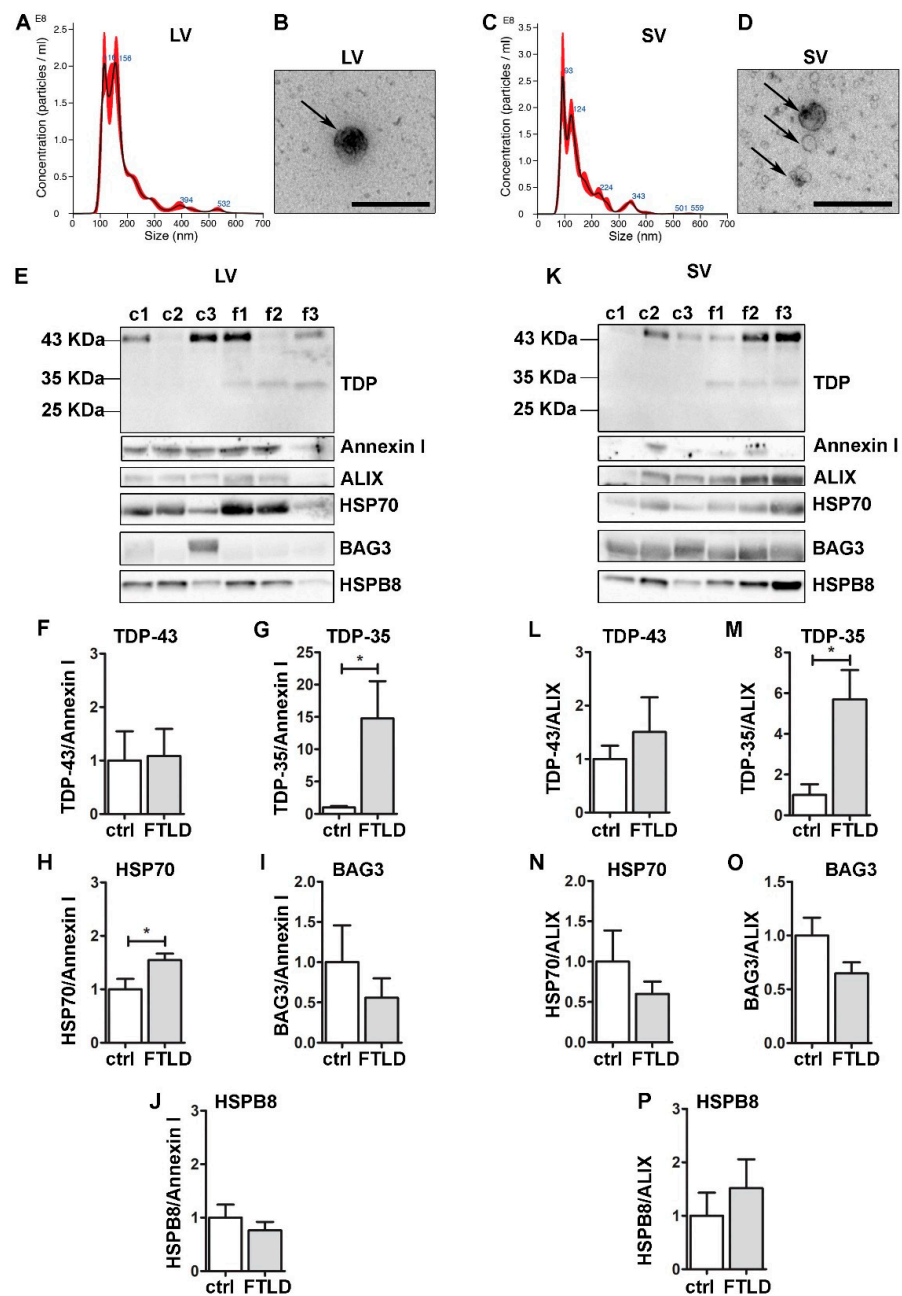 A
E8
LV
Concentration (particles / ml)
2.5
2.0
1.5
1.0
0.5
0
156
394
532
0 100 200 300 400 500 600 700
Size (nm)
B
LV
C
E8
SV
Concentration (particles / ml)
3.5
3.0
2.5
2.0
1.5
1.0
0.5
0
93
124
224
343
501 559
0 100 200 300 400 500 600 700
Size (nm)
D
SV
E
LV
c1 c2 c3 f1 f2 f3
43 KDa
35 KDa
25 KDa
TDP
Annexin I
ALIX
HSP70
BAG3
HSPB8
K
SV
c1 c2 c3 f1 f2 f3
43 KDa
35 KDa
25 KDa
TDP
Annexin I
ALIX
HSP70
BAG3
HSPB8
F
TDP-43
TDP-43/Annexin I
3
2
1
0
ctrl FTLD
G
TDP-35
TDP-35/Annexin I
25
20
15
10
5
0
*
ctrl FTLD
L
TDP-43
TDP-43/ALIX
3
2
1
0
ctrl FTLD
M
TDP-35
TDP-35/ALIX
8
6
4
2
0
*
ctrl FTLD
H
HSP70
HSP70/Annexin I
3
2
1
0
*
ctrl FTLD
I
BAG3
BAG3/Annexin I
2.0
1.5
1.0
0.5
0.0
ctrl FTLD
N
HSP70
HSP70/ALIX
2.0
1.5
1.0
0.5
0.0
ctrl FTLD
O
BAG3
BAG3/ALIX
1.5
1.0
0.5
0.0
ctrl FTLD
J
HSPB8
HSPB8/Annexin I
3
2
1
0
ctrl FTLD
P
HSPB8
HSPB8/ALIX
3
2
1
0
ctrl FTLD